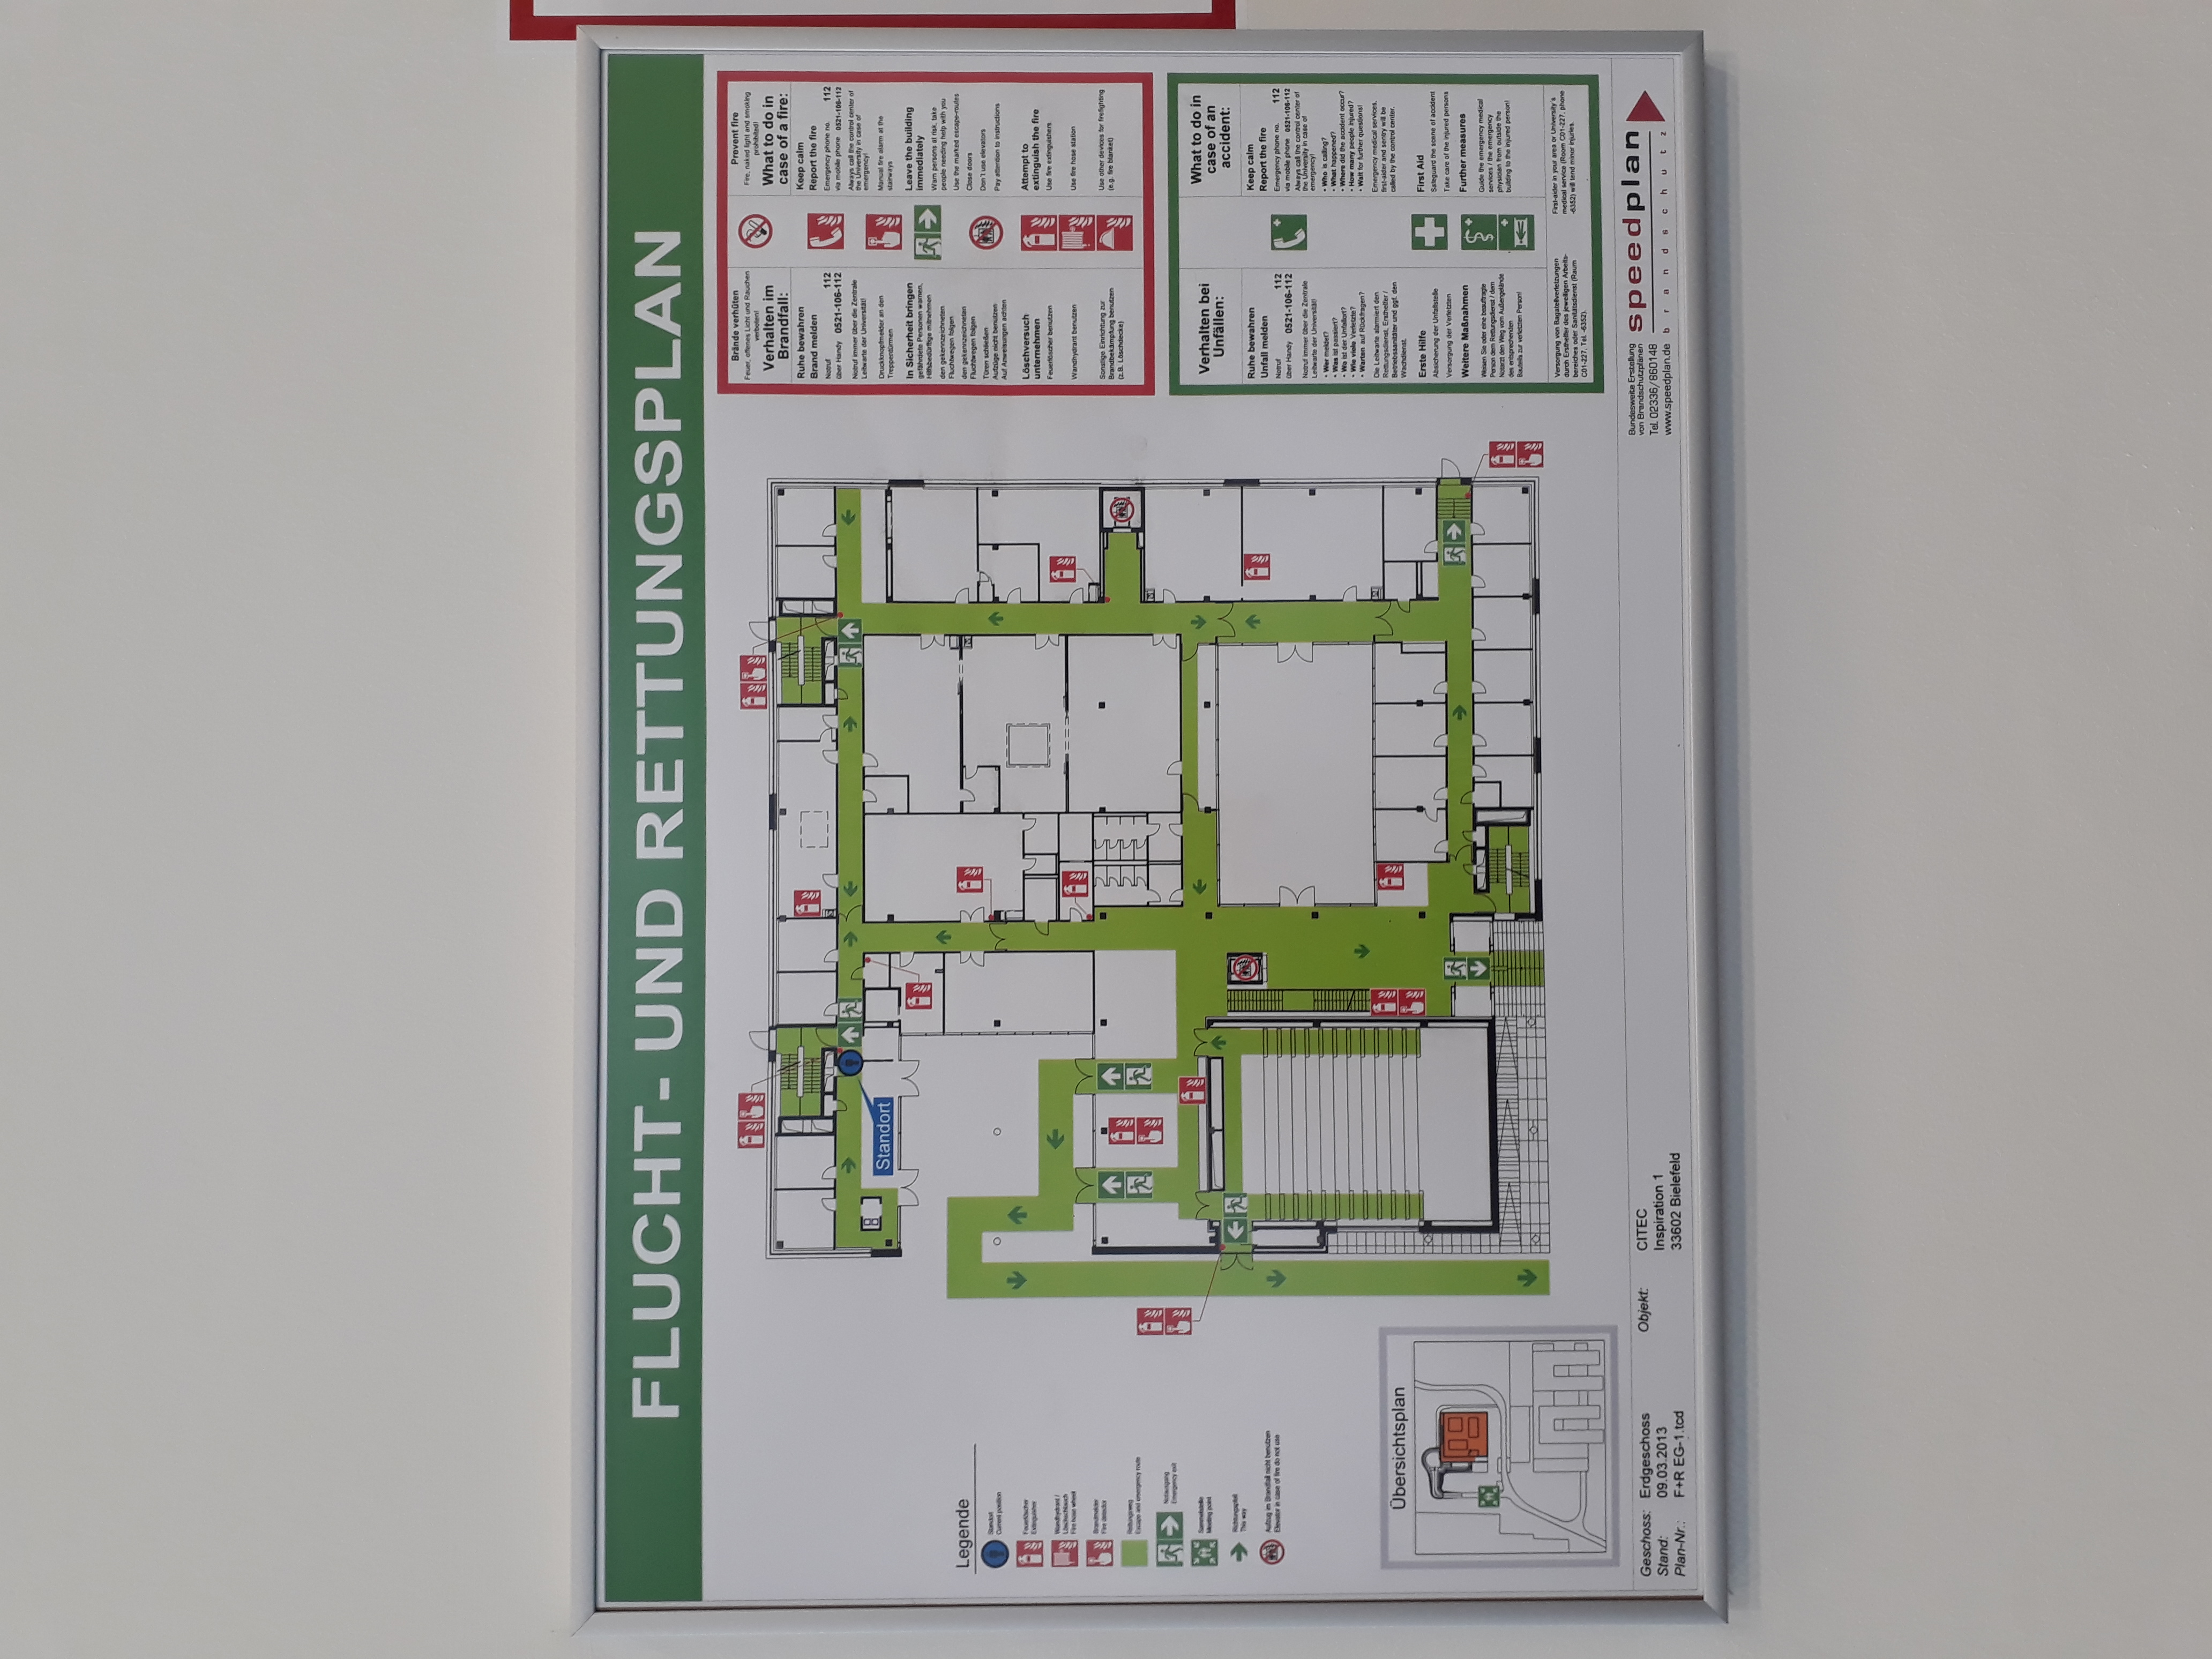 FLUCHT- UND RETTUNGSPLAN
Standort
Legende
Standort
Current position
Feuerlöscher
Extinguisher
Wandhydrant /
Löschschlauch
Fire hose wheel
Brandmelder
Fire detector
Rettungsweg
Escape and emergency route
Notausgang
Emergency exit
Sammelstelle
Meeting point
Richtungspfeil
This way
Aufzug im Brandfall nicht benutzen
Elevator in case of fire do not use
Übersichtsplan
Geschoss: Erdgeschoss
Stand: 09.03.2013
Plan-Nr.: F+R EG-1.tcd
Objekt: CITEC
Inspiration 1
33602 Bielefeld
Brände verhüten
Feuer, offenes Licht und Rauchen
verboten!
Verhalten im
Brandfall:
Ruhe bewahren
Brand melden
Notruf 112
über Handy 0521-106-112
Notruf immer über die Zentrale
Leitwarte der Universität!
Druckknopfmelder an den
Treppentürmen
In Sicherheit bringen
gefährdete Personen warnen,
Hilfsbedürftige mitnehmen
den gekennzeichneten
Fluchtwegen folgen
den gekennzeichneten
Fluchtwegen folgen
Türen schließen
Aufzüge nicht benutzen
Auf Anweisungen achten
Löschversuch
unternehmen
Feuerlöscher benutzen
Wandhydrant benutzen
Sonstige Einrichtung zur
Brandbekämpfung benutzen
(z.B. Löschdecke)
Prevent fire
Fire, naked light and smoking
prohibited!
What to do in
case of a fire:
Keep calm
Report the fire
Emergency phone no. 112
via mobile phone 0521-106-112
Always call the control center of
the University in case of
emergency!
Manual fire alarm at the
stairways
Leave the building
immediately
Warn persons at risk, take
people needing help with you
Use the marked escape-routes
Close doors
Don´t use elevators
Pay attention to instructions
Attempt to
extinguish the fire
Use fire extinguishers
Use fire hose station
Use other devices for firefighting
(e.g. fire blanket)
Verhalten bei
Unfällen:
Ruhe bewahren
Unfall melden
Notruf 112
über Handy 0521-106-112
Notruf immer über die Zentrale
Leitwarte der Universität!
• Wer meldet?
• Was ist passiert?
• Wo ist der Unfallort?
• Wie viele Verletzte?
• Warten auf Rückfragen?
Die Leitwarte alarmiert den
Rettungsdienst, Ersthelfer /
Betriebssanitäter und ggf. den
Wachdienst.
Erste Hilfe
Absicherung der Unfallstelle
Versorgung der Verletzten
Weitere Maßnahmen
Weisen Sie oder eine beauftragte
Person dem Rettungsdienst / dem
Notarzt den Weg vom Außengelände
des entsprechenden
Bauteils zur verletzten Person!
What to do in
case of an
accident:
Keep calm
Report the fire
Emergency phone no. 112
via mobile phone 0521-106-112
Always call the control center of
the University in case of
emergency!
• Who is calling?
• What happened?
• Where did the accident occur?
• How many people injured?
• Wait for further questions!
Emergency medical services,
first-aider and sentry will be
called by the control center.
First Aid
Safeguard the scene of accident
Take care of the injured persons
Further measures
Guide the emergency medical
services / the emergency
physician from outside the
building to the injured person!
Versorgung von Bagatellverletzungen
durch Ersthelfer des jeweiligen Arbeits-
bereiches oder Sanitätsdienst (Raum
C01-227, Tel. -6352).
First-aider in your area or University´s
medical service (Room C01-227, phone
-6352) will tend minor injuries.
Bundesweite Erstellung
von Brandschutzplänen
Tel. 02336/860148
www.speedplan.de
speedplan
brandschutz